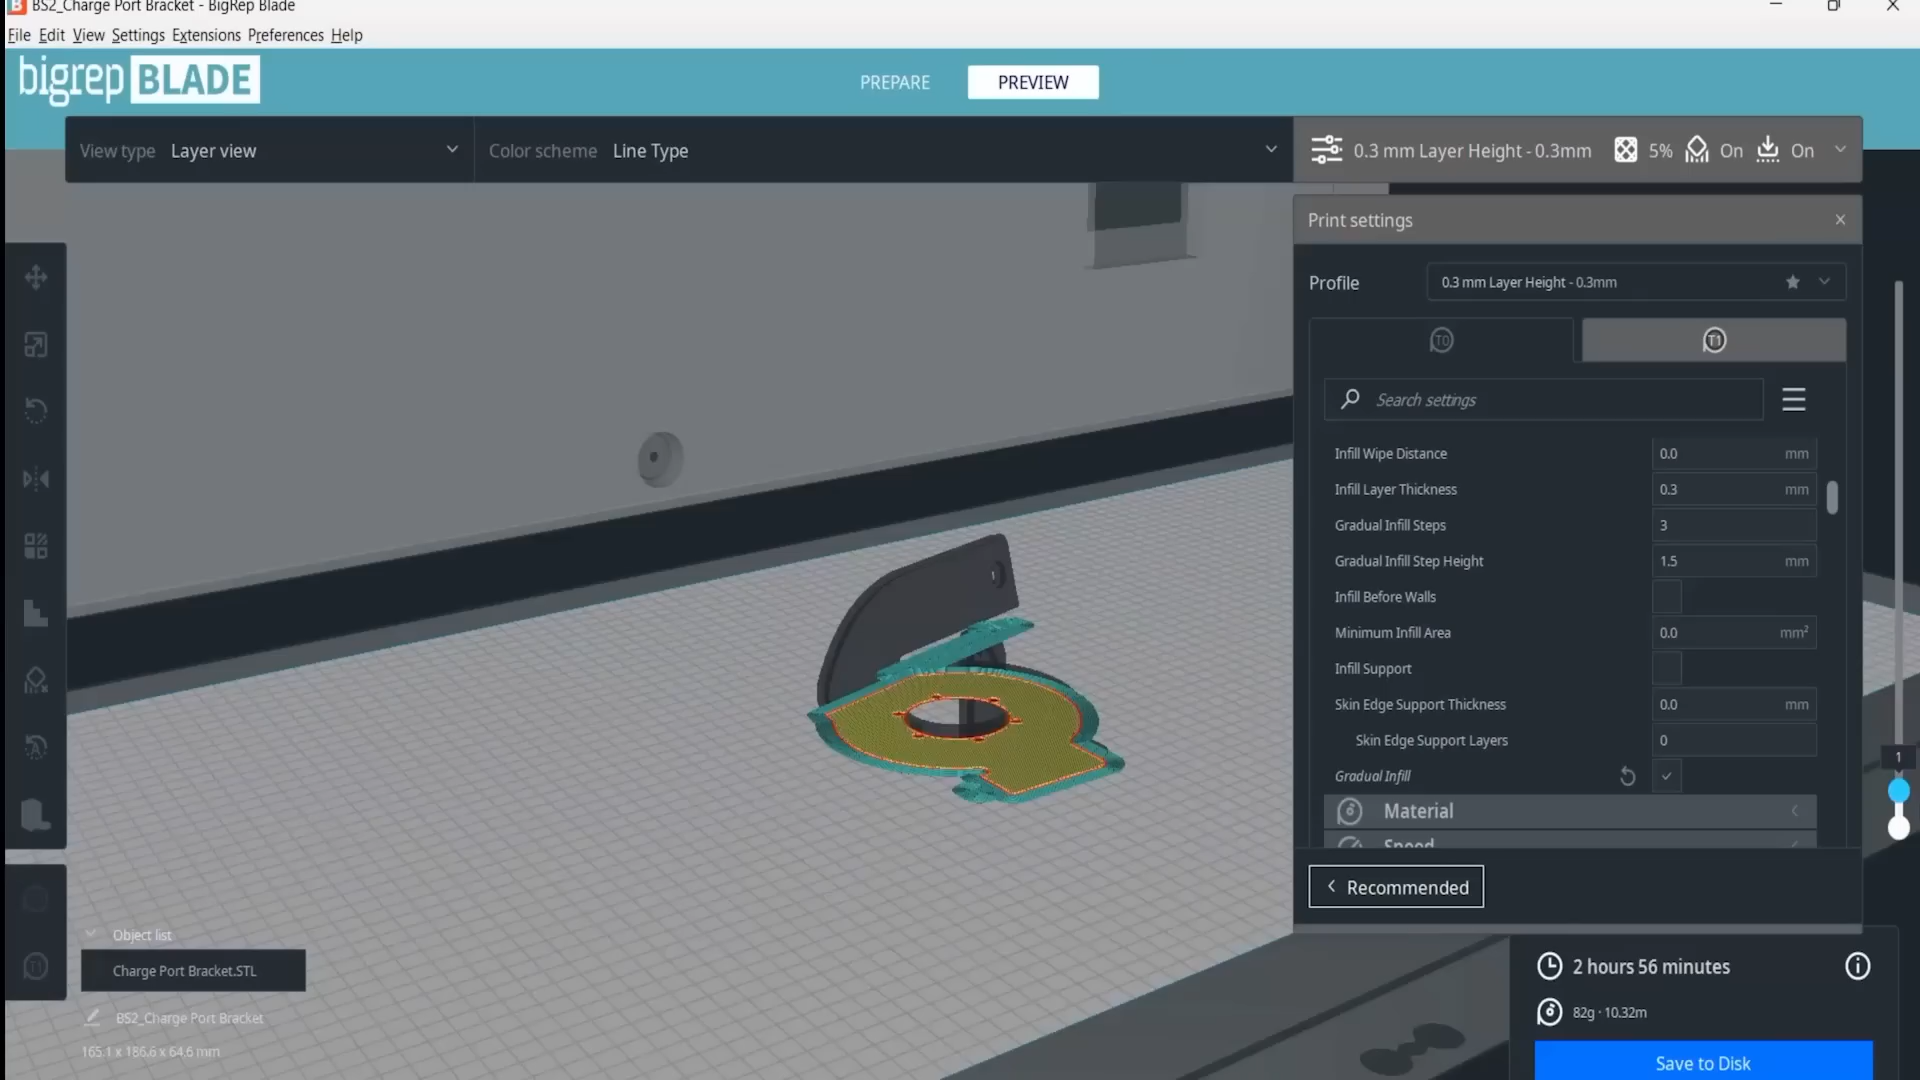 BS2_Charge Port Bracket - BigRep Blade
File Edit View Settings Extensions Preferences Help
bigrep BLADE
PREPARE
PREVIEW
View type Layer view
Color scheme Line Type
0.3 mm Layer Height - 0.3mm 5% On On
Print settings
Profile 0.3 mm Layer Height - 0.3mm
T0 T1
Search settings
Infill Wipe Distance 0.0 mm
Infill Layer Thickness 0.3 mm
Gradual Infill Steps 3
Gradual Infill Step Height 1.5 mm
Infill Before Walls
Minimum Infill Area 0.0 mm²
Infill Support
Skin Edge Support Thickness 0.0 mm
Skin Edge Support Layers 0
Gradual Infill
Material
Speed
Recommended
1
T1
Object list
Charge Port Bracket.STL
BS2_Charge Port Bracket
165.1 x 186.6 x 64.6 mm
2 hours 56 minutes
82g · 10.32m
Save to Disk